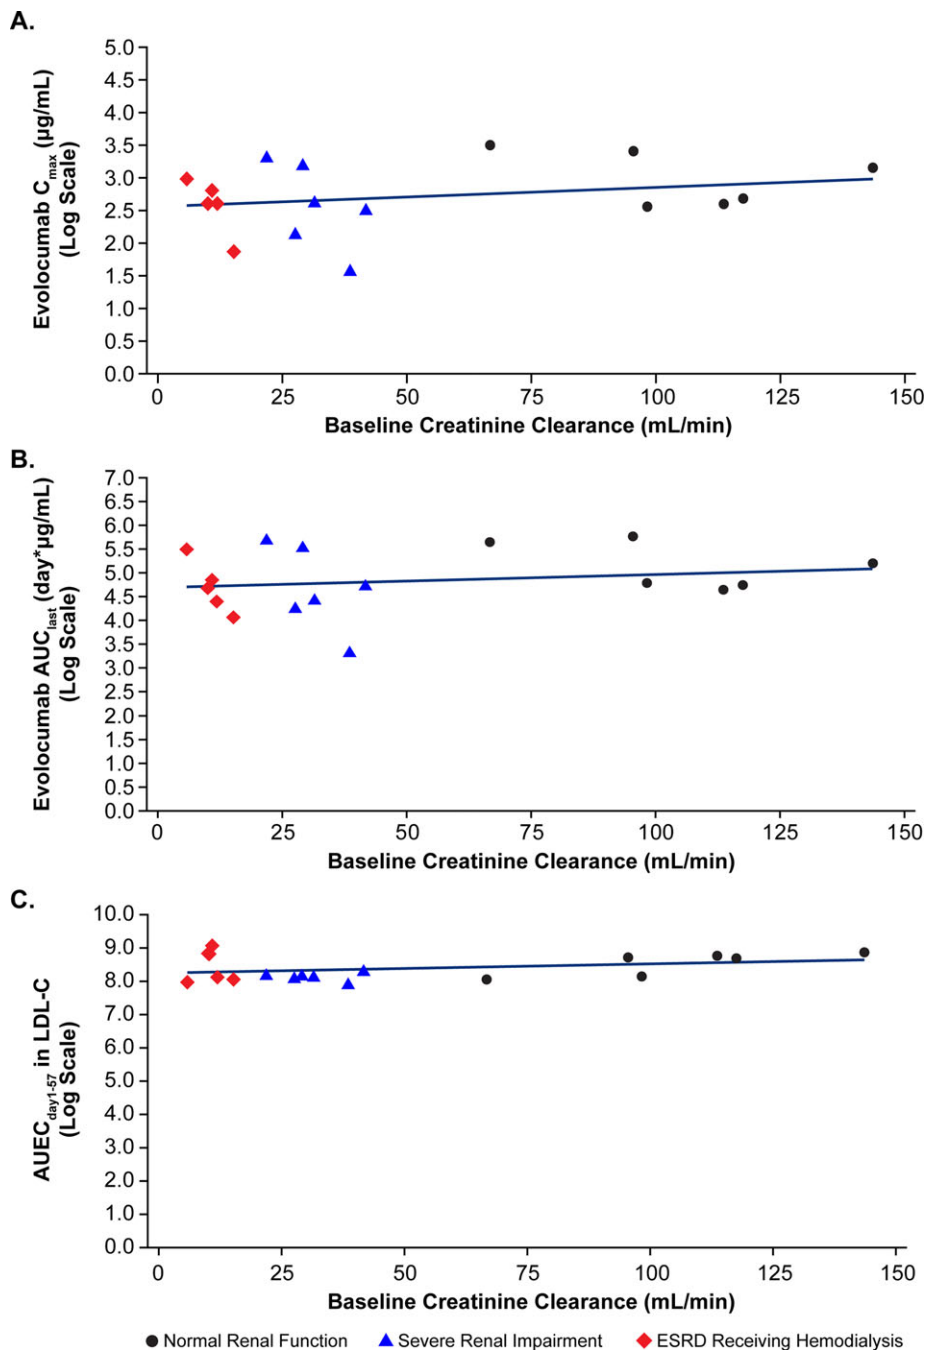 A.
Evolocumab Cmax (µg/mL)
(Log Scale)
5.0
4.5
4.0
3.5
3.0
2.5
2.0
1.5
1.0
0.5
0.0
0 25 50 75 100 125 150
Baseline Creatinine Clearance (mL/min)
B.
Evolocumab AUClast (day*µg/mL)
(Log Scale)
7.0
6.5
6.0
5.5
5.0
4.5
4.0
3.5
3.0
2.5
2.0
1.5
1.0
0.5
0.0
0 25 50 75 100 125 150
Baseline Creatinine Clearance (mL/min)
C.
AUECday1-57 in LDL-C
(Log Scale)
10.0
9.0
8.0
7.0
6.0
5.0
4.0
3.0
2.0
1.0
0.0
0 25 50 75 100 125 150
Baseline Creatinine Clearance (mL/min)
Normal Renal Function Severe Renal Impairment ESRD Receiving Hemodialysis